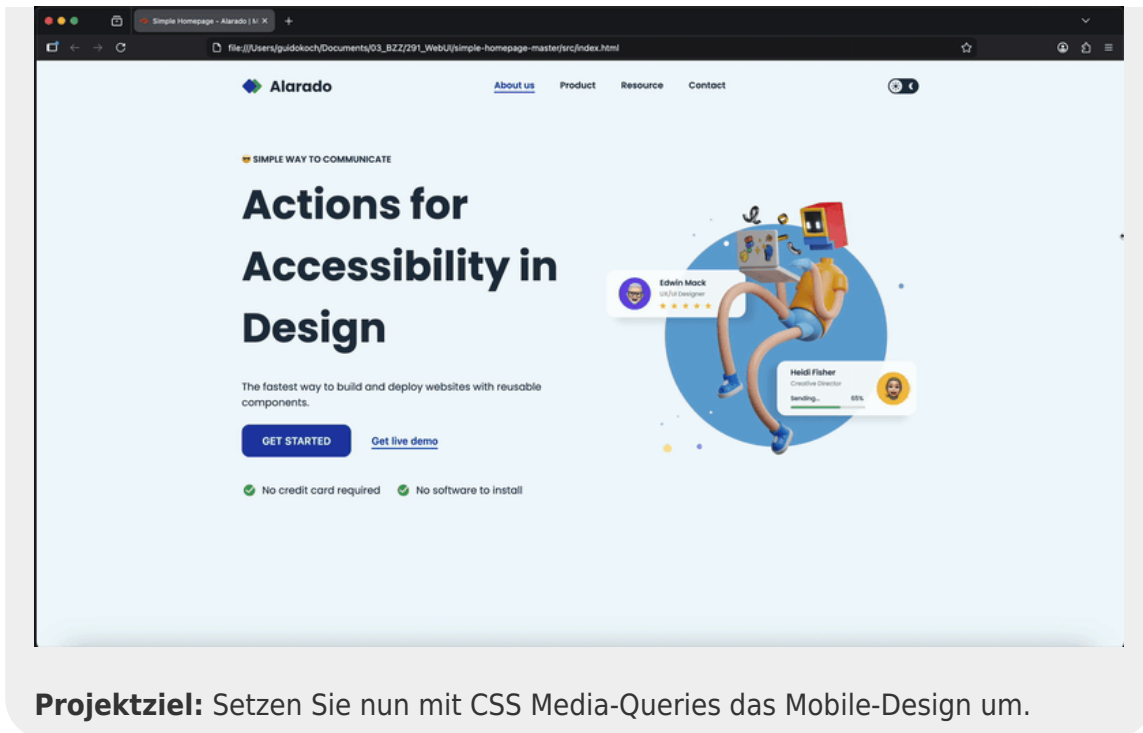 Simple Homepage - Alarado |
file:///Users/guidokoch/Documents/03_BZZ/291_WebUI/simple-homepage-master/src/index.html
Alarado
About us
Product
Resource
Contact
SIMPLE WAY TO COMMUNICATE
Actions for
Accessibility in
Design
Edwin Mack
UX/UI Designer
Heidi Fisher
Creative Director
Sending...
65%
The fastest way to build and deploy websites with reusable
components.
GET STARTED
Get live demo
No credit card required
No software to install
Projektziel: Setzen Sie nun mit CSS Media-Queries das Mobile-Design um.